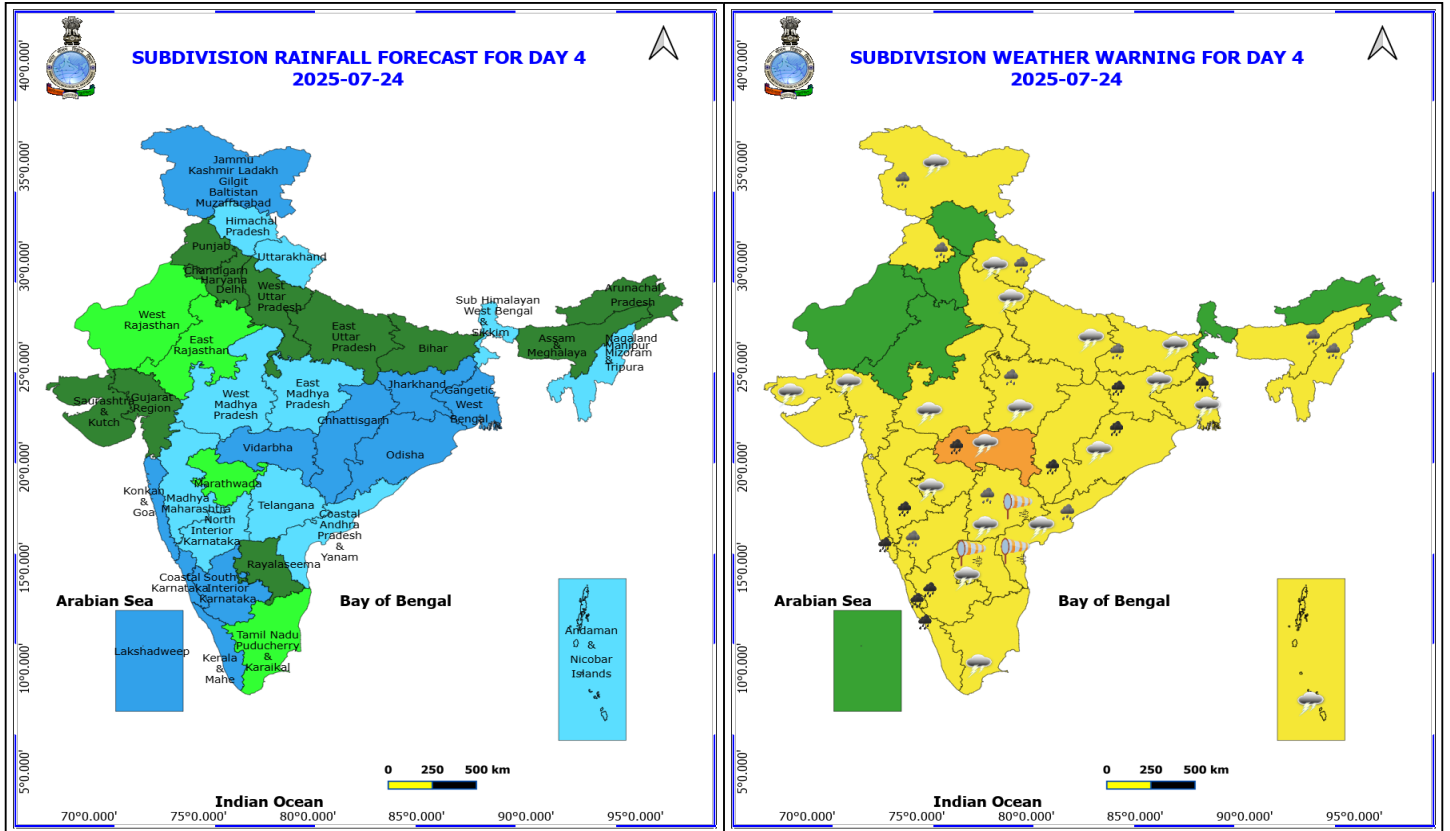 SUBDIVISION RAINFALL FORECAST FOR DAY 4
2025-07-24
40°0.000'
35°0.000'
30°0.000'
25°0.000'
20°0.000'
15°0.000'
10°0.000'
5°0.000'
Jammu
Kashmir Ladakh
Gilgit
Baltistan
Muzaffarabad
Himachal
Pradesh
Punjab
Uttarakhand
Chandigarh
Haryana
Delhi
West
Uttar
Pradesh
Arunachal
Pradesh
West
Rajasthan
East
Rajasthan
East
Uttar
Pradesh
Bihar
Sub Himalayan
West Bengal
&
Sikkim
Assam
&
Meghalaya
Nagaland
Manipur
Mizoram
&
Tripura
Saurashtra
&
Kutch
Gujarat
Region
West
Madhya
Pradesh
East
Madhya
Pradesh
Jharkhand
Gangetic
West
Bengal
Chhattisgarh
Vidarbha
Odisha
Konkan
&
Goa
Madhya
Maharashtra
Marathwada
North
Interior
Karnataka
Telangana
Coastal
Andhra
Pradesh
&
Yanam
Rayalaseema
Coastal
Karnataka
South
Interior
Karnataka
Arabian Sea
Bay of Bengal
Lakshadweep
Kerala
&
Mahe
Tamil Nadu
Puducherry
&
Karaikal
Andaman
&
Nicobar
Islands
0 250 500 km
Indian Ocean
70°0.000' 75°0.000' 80°0.000' 85°0.000' 90°0.000' 95°0.000'
SUBDIVISION WEATHER WARNING FOR DAY 4
2025-07-24
40°0.000'
35°0.000'
30°0.000'
25°0.000'
20°0.000'
15°0.000'
10°0.000'
5°0.000'
Arabian Sea
Bay of Bengal
0 250 500 km
Indian Ocean
70°0.000' 75°0.000' 80°0.000' 85°0.000' 90°0.000' 95°0.000'